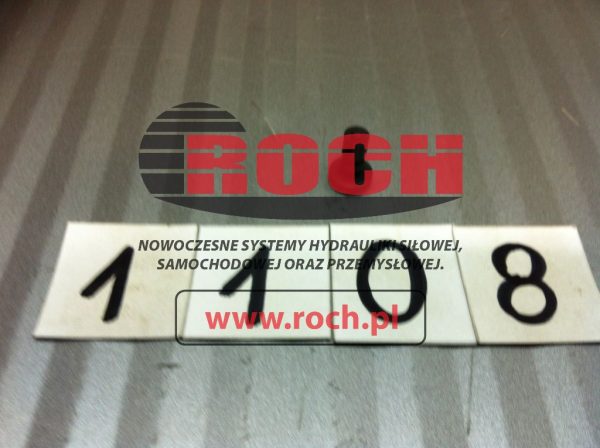 ROCH
NOWOCZESNE SYSTEMY HYDRAULIKI SIŁOWEJ,
SAMOCHODOWEJ ORAZ PRZEMYSŁOWEJ.
1 1 0 8
www.roch.pl